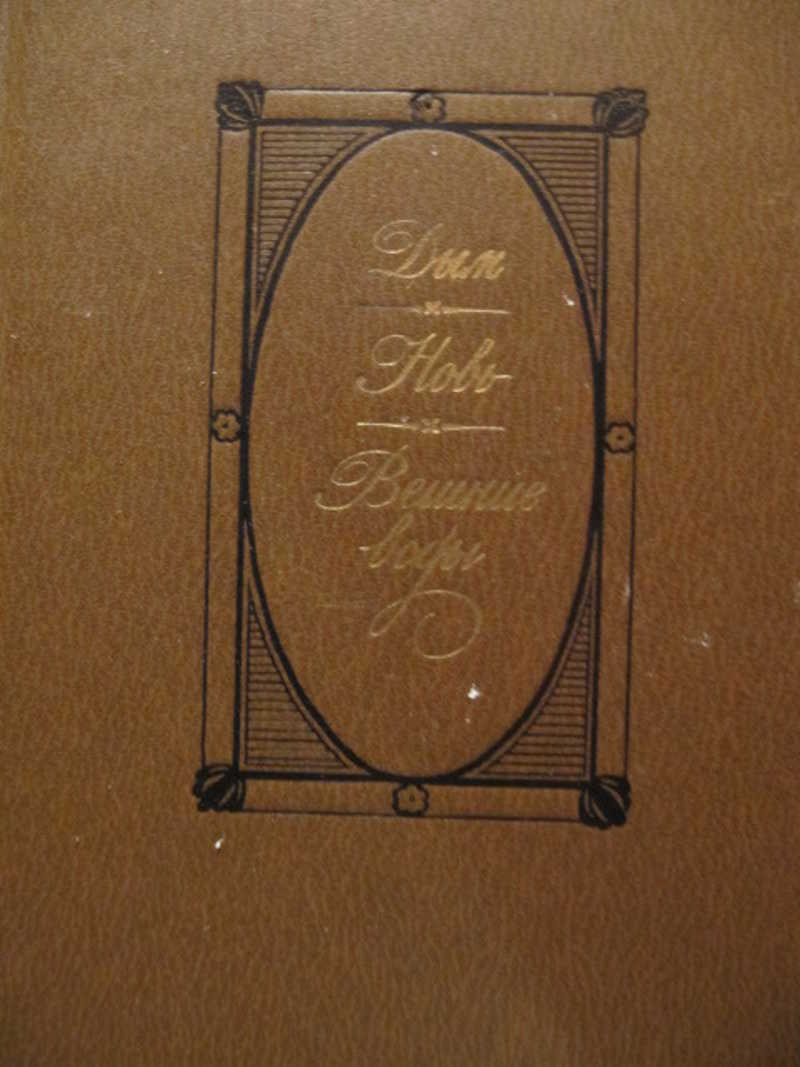 Дым
Новь
Вешние
воды